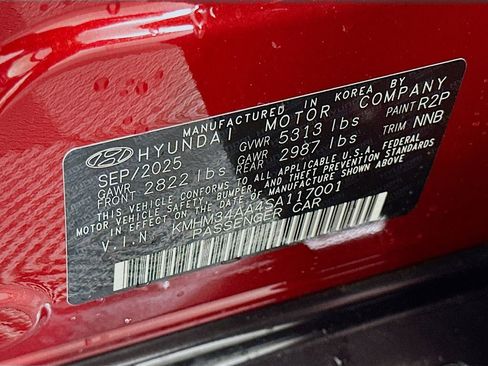 MANUFACTURED IN KOREA BY
HYUNDAI MOTOR COMPANY
SEP/2025 GVWR 5313 lbs PAINT R2P
GAWR FRONT 2822 lbs GAWR REAR 2987 lbs TRIM NNB
THIS VEHICLE CONFORMS TO ALL APPLICABLE U.S.A. FEDERAL
MOTOR VEHICLE SAFETY AND THEFT PREVENTION STANDARDS
IN EFFECT ON THE DATE OF MANUFACTURE SHOWN ABOVE.
V.I.N. KMHM34AA4SA117001
PASSENGER CAR